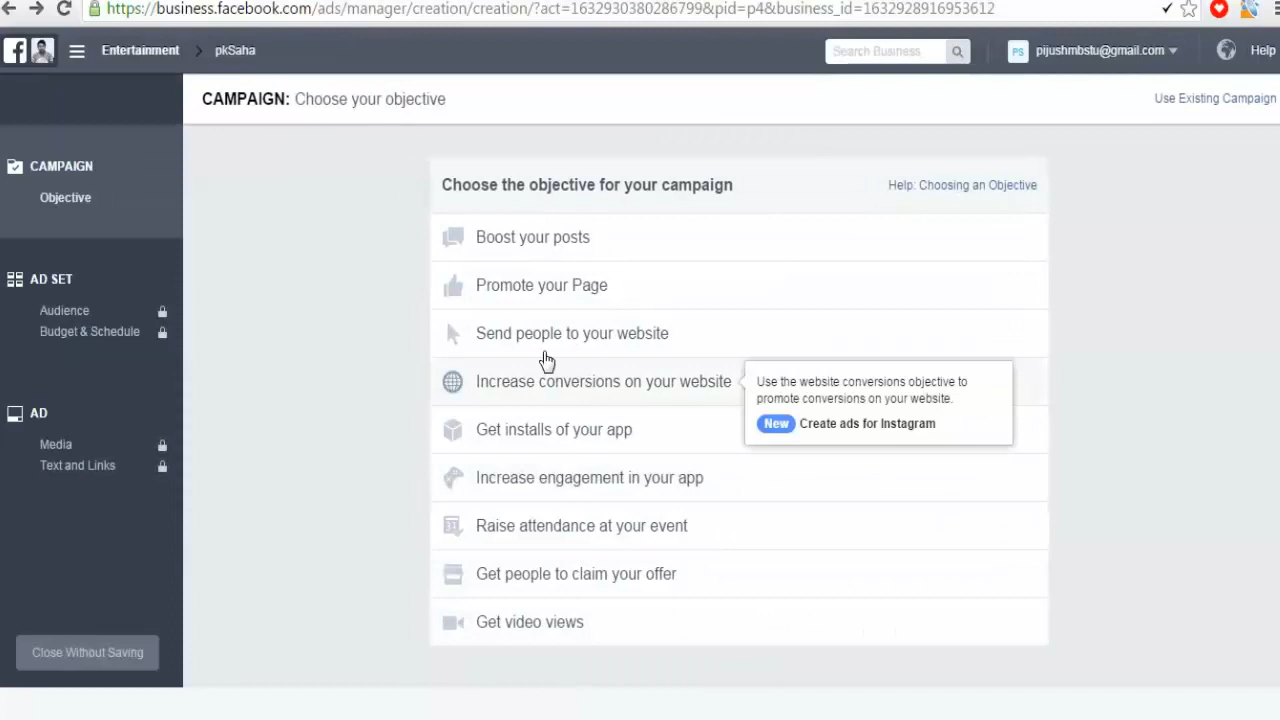 https://business.facebook.com/ads/manager/creation/creation/?act=1632930380286799&pid=p4&business_id=1632928916953612
Entertainment > pkSaha
Search Business
PS pijushmbstu@gmail.com
Help
CAMPAIGN: Choose your objective
Use Existing Campaign
CAMPAIGN
Objective
AD SET
Audience
Budget & Schedule
AD
Media
Text and Links
Close Without Saving
Choose the objective for your campaign
Help: Choosing an Objective
Boost your posts
Promote your Page
Send people to your website
Increase conversions on your website
Use the website conversions objective to
promote conversions on your website.
New Create ads for Instagram
Get installs of your app
Increase engagement in your app
Raise attendance at your event
Get people to claim your offer
Get video views